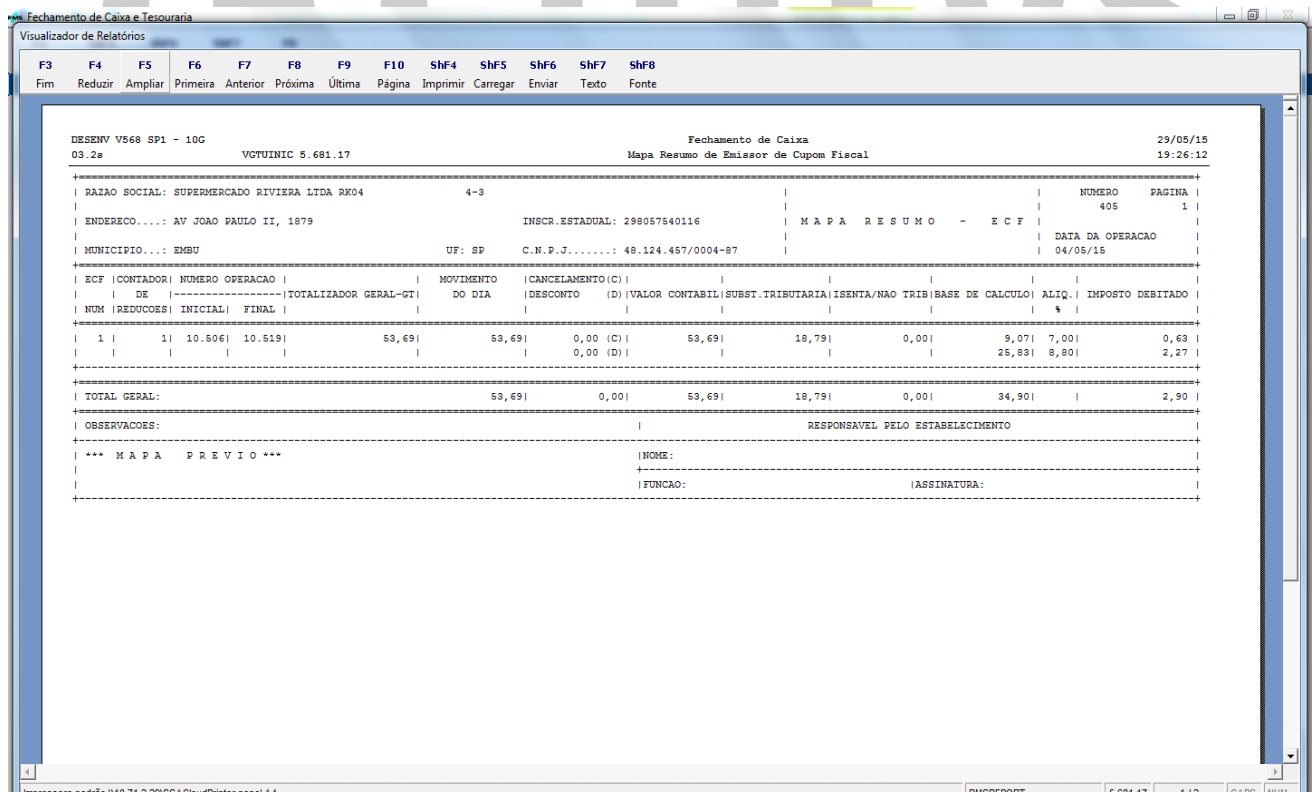 Fechamento de Caixa e Tesouraria
Visualizador de Relatórios
F3 F4 F5 F6 F7 F8 F9 F10 ShF4 ShF5 ShF6 ShF7 ShF8
Fim Reduzir Ampliar Primeira Anterior Próxima Última Página Imprimir Carregar Enviar Texto Fonte
DESENV V568 SP1 - 10G Fechamento de Caixa 29/05/15
03.2s VGTUINIC 5.681.17 Mapa Resumo de Emissor de Cupom Fiscal 19:26:12
RAZAO SOCIAL: SUPERMERCADO RIVIERA LTDA RK04 4-3 NUMERO PAGINA
405 1
ENDERECO....: AV JOAO PAULO II, 1879 INSCR.ESTADUAL: 298057540116 M A P A R E S U M O - E C F
DATA DA OPERACAO
MUNICIPIO...: EMBU UF: SP C.N.P.J.......: 48.124.457/0004-87 04/05/15
ECF |CONTADOR| NUMERO OPERACAO | | MOVIMENTO |CANCELAMENTO(C)|
DE |-----------------|TOTALIZADOR GERAL-GT| DO DIA |DESCONTO (D)|VALOR CONTABIL|SUBST.TRIBUTARIA|ISENTA/NAO TRIB|BASE DE CALCULO| ALIQ.| IMPOSTO DEBITADO |
NUM |REDUCOES| INICIAL| FINAL | % |
1 | 1| 10.506| 10.519| 53,69| 53,69| 0,00 (C)| 53,69| 18,79| 0,00| 9,07| 7,00| 0,63 |
0,00 (D)| 25,83| 8,80| 2,27 |
TOTAL GERAL: 53,69| 0,00| 53,69| 18,79| 0,00| 34,90| | 2,90 |
OBSERVACOES: RESPONSAVEL PELO ESTABELECIMENTO
*** M A P A P R E V I O *** |NOME:
|FUNCAO: |ASSINATURA: